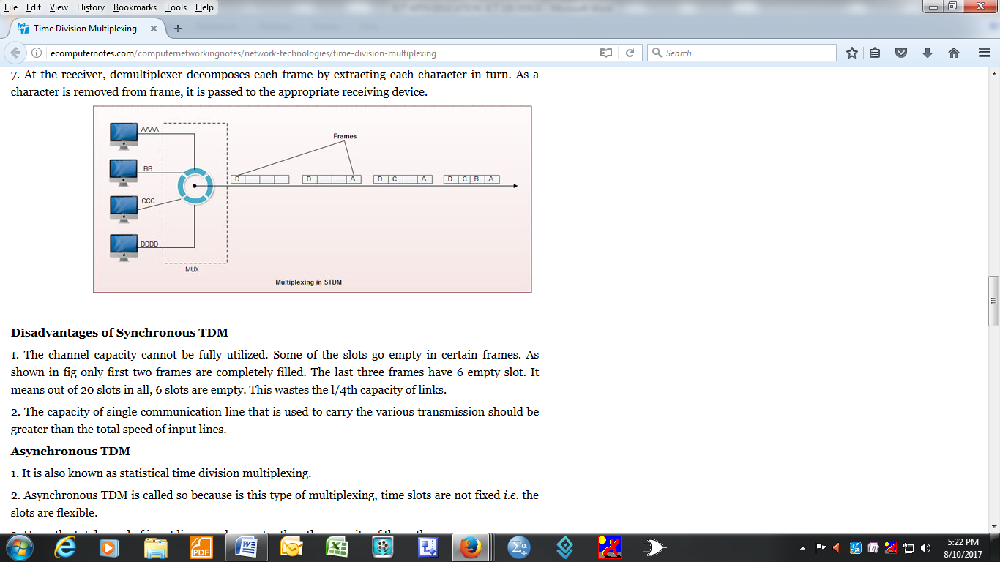 File Edit View History Bookmarks Tools Help
Time Division Multiplexing
ecomputernotes.com/computernetworkingnotes/network-technologies/time-division-multiplexing
Search
7. At the receiver, demultiplexer decomposes each frame by extracting each character in turn. As a
character is removed from frame, it is passed to the appropriate receiving device.
AAAA
Frames
BB
D D A D C A D C B A
CCC
DDDD
MUX
Multiplexing in STDM
Disadvantages of Synchronous TDM
1. The channel capacity cannot be fully utilized. Some of the slots go empty in certain frames. As
shown in fig only first two frames are completely filled. The last three frames have 6 empty slot. It
means out of 20 slots in all, 6 slots are empty. This wastes the l/4th capacity of links.
2. The capacity of single communication line that is used to carry the various transmission should be
greater than the total speed of input lines.
Asynchronous TDM
1. It is also known as statistical time division multiplexing.
2. Asynchronous TDM is called so because is this type of multiplexing, time slots are not fixed i.e. the
slots are flexible.
PDF
5:22 PM
8/10/2017